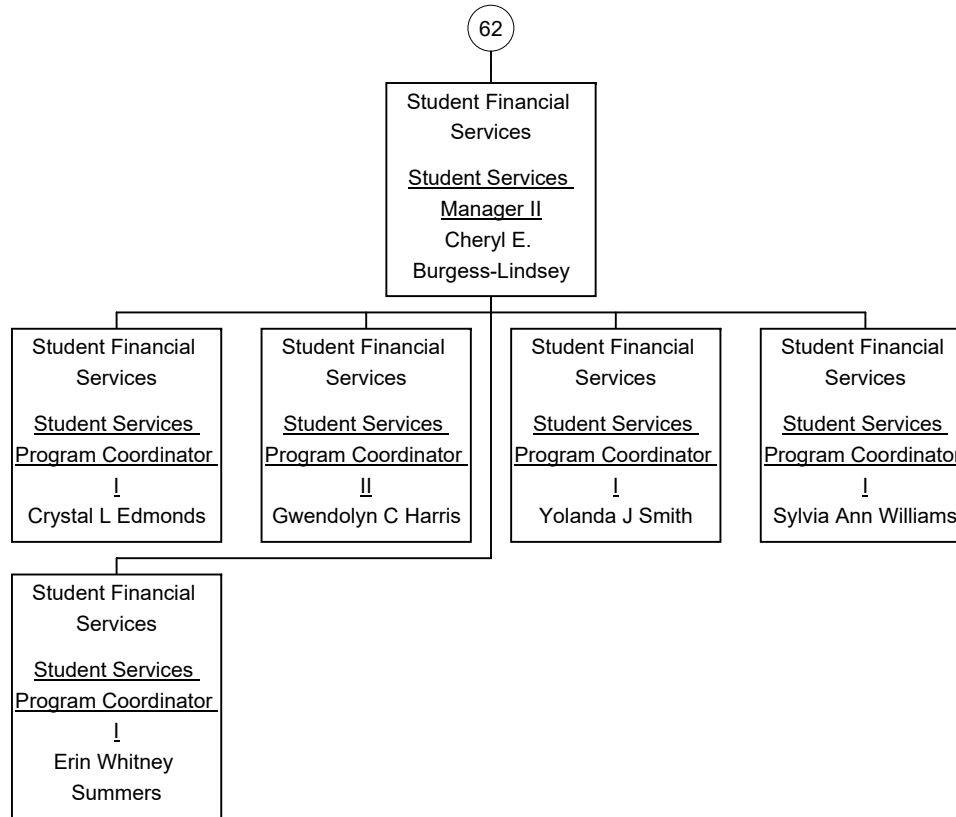 62
Student Financial
Services
Student Services
Manager II
Cheryl E.
Burgess-Lindsey
Student Financial
Services
Student Services
Program Coordinator
I
Crystal L Edmonds
Student Financial
Services
Student Services
Program Coordinator
II
Gwendolyn C Harris
Student Financial
Services
Student Services
Program Coordinator
I
Yolanda J Smith
Student Financial
Services
Student Services
Program Coordinator
I
Sylvia Ann Williams
Student Financial
Services
Student Services
Program Coordinator
I
Erin Whitney
Summers